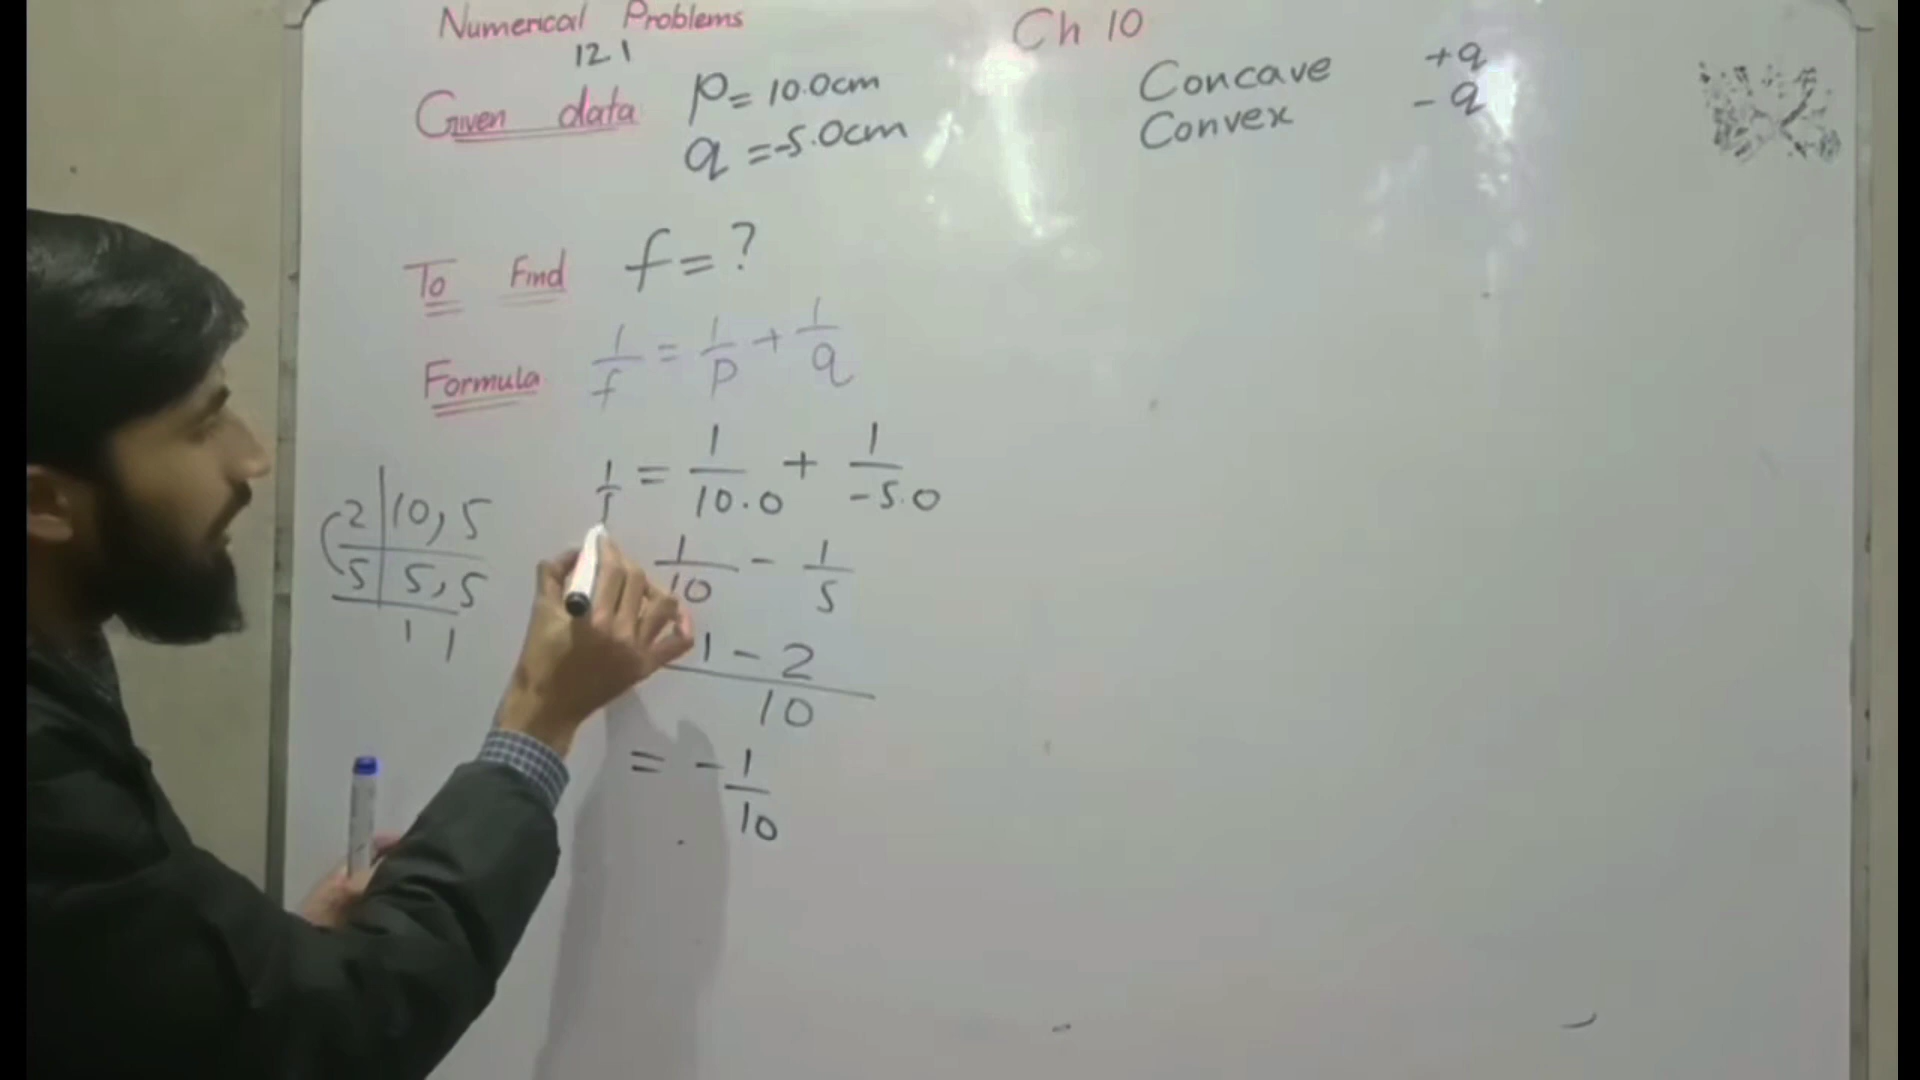 Numerical Problems
12.1
Ch 10
Given data
p = 10.0cm
q = -5.0cm
Concave +q
Convex -q
To Find f = ?
Formula 1/f = 1/p + 1/q
1/f = 1/10.0 + 1/-5.0
1/10 - 1/5
1 - 2
10
= - 1/10
2 | 10, 5
5 | 5, 5
1 1